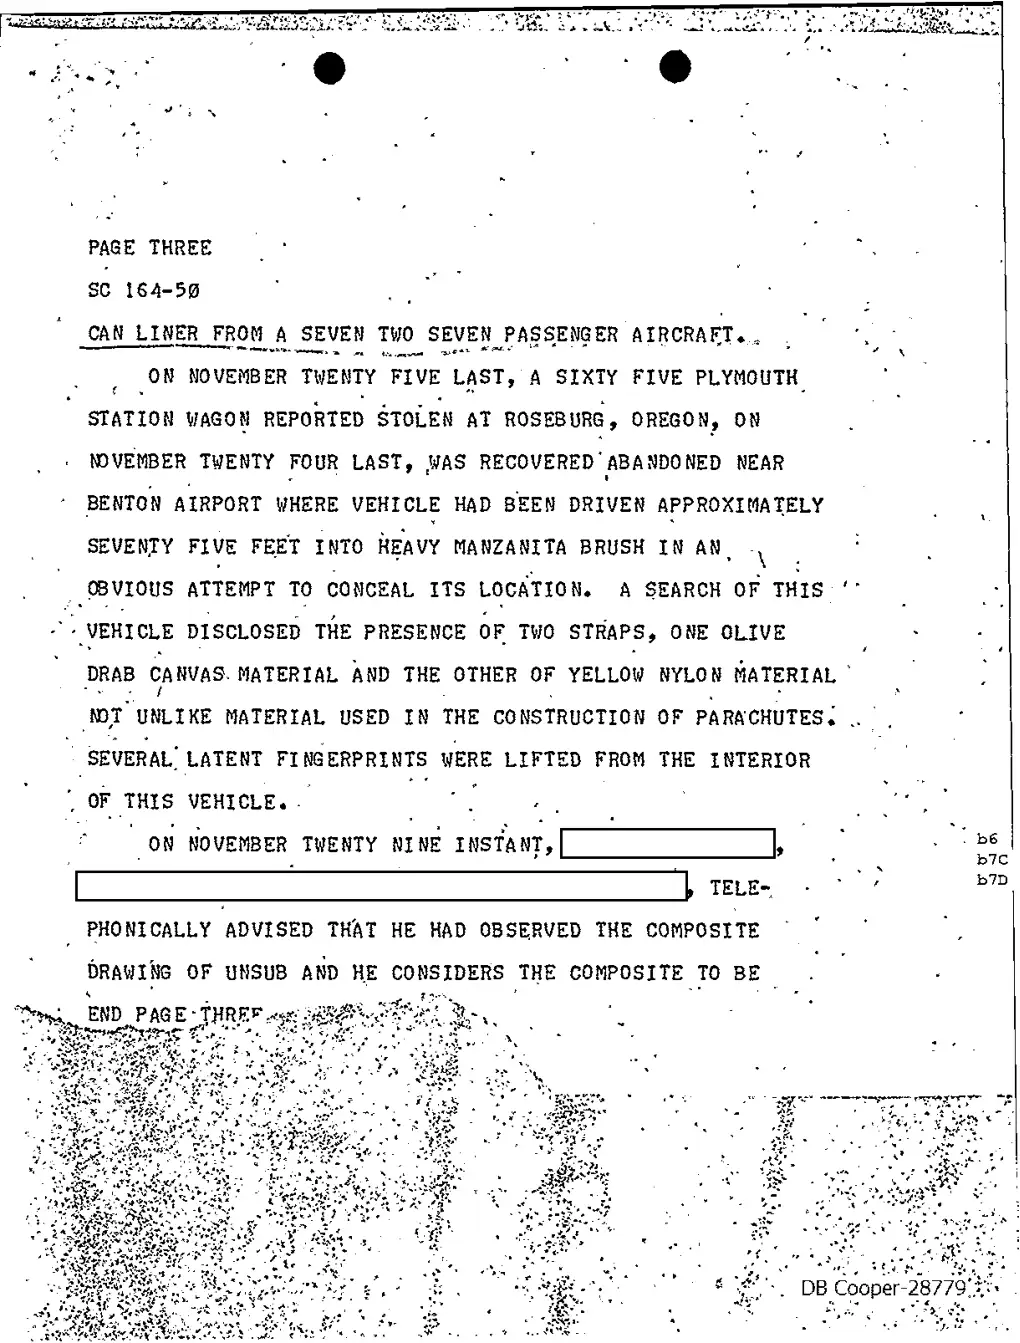 PAGE THREE
SC 164-50
CAN LINER FROM A SEVEN TWO SEVEN PASSENGER AIRCRAFT.
ON NOVEMBER TWENTY FIVE LAST, A SIXTY FIVE PLYMOUTH
STATION WAGON REPORTED STOLEN AT ROSEBURG, OREGON, ON
NOVEMBER TWENTY FOUR LAST, WAS RECOVERED ABANDONED NEAR
BENTON AIRPORT WHERE VEHICLE HAD BEEN DRIVEN APPROXIMATELY
SEVENTY FIVE FEET INTO HEAVY MANZANITA BRUSH IN AN
OBVIOUS ATTEMPT TO CONCEAL ITS LOCATION. A SEARCH OF THIS
VEHICLE DISCLOSED THE PRESENCE OF TWO STRAPS, ONE OLIVE
DRAB CANVAS MATERIAL AND THE OTHER OF YELLOW NYLON MATERIAL
NOT UNLIKE MATERIAL USED IN THE CONSTRUCTION OF PARACHUTES.
SEVERAL LATENT FINGERPRINTS WERE LIFTED FROM THE INTERIOR
OF THIS VEHICLE.
ON NOVEMBER TWENTY NINE INSTANT, ,
b6
b7C
b7D
, TELE-
PHONICALLY ADVISED THAT HE HAD OBSERVED THE COMPOSITE
DRAWING OF UNSUB AND HE CONSIDERS THE COMPOSITE TO BE
END PAGE THREE
DB Cooper-28779